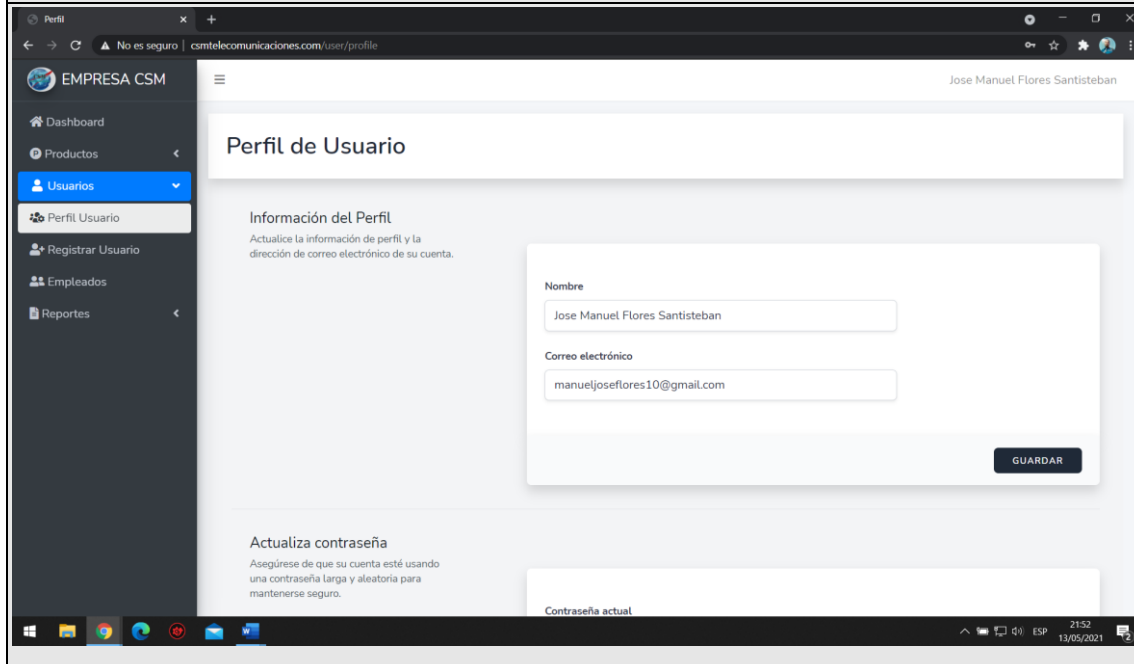 Perfil
No es seguro | csmtelecomunicaciones.com/user/profile
EMPRESA CSM
Jose Manuel Flores Santisteban
Dashboard
Productos
Usuarios
Perfil Usuario
Registrar Usuario
Empleados
Reportes
Perfil de Usuario
Información del Perfil
Actualice la información de perfil y la
dirección de correo electrónico de su cuenta.
Nombre
Jose Manuel Flores Santisteban
Correo electrónico
manueljoseflores10@gmail.com
GUARDAR
Actualiza contraseña
Asegúrese de que su cuenta esté usando
una contraseña larga y aleatoria para
mantenerse seguro.
Contraseña actual
ESP
21:52
13/05/2021